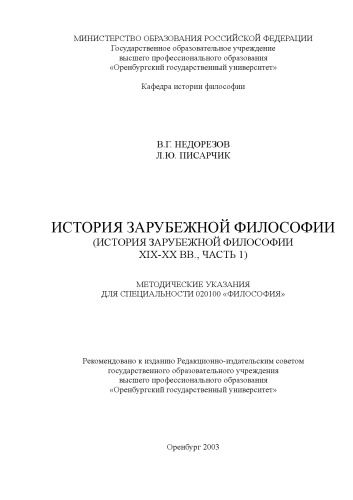 МИНИСТЕРСТВО ОБРАЗОВАНИЯ РОССИЙСКОЙ ФЕДЕРАЦИИ
Государственное образовательное учреждение
высшего профессионального образования
«Оренбургский государственный университет»
Кафедра истории философии
В.Г. НЕДОРЕЗОВ
Л.Ю. ПИСАРЧИК
ИСТОРИЯ ЗАРУБЕЖНОЙ ФИЛОСОФИИ
(ИСТОРИЯ ЗАРУБЕЖНОЙ ФИЛОСОФИИ
XIX-XX ВВ., ЧАСТЬ 1)
МЕТОДИЧЕСКИЕ УКАЗАНИЯ
ДЛЯ СПЕЦИАЛЬНОСТИ 020100 «ФИЛОСОФИЯ»
Рекомендовано к изданию Редакционно-издательским советом
государственного образовательного учреждения
высшего профессионального образования
«Оренбургский государственный университет»
Оренбург 2003